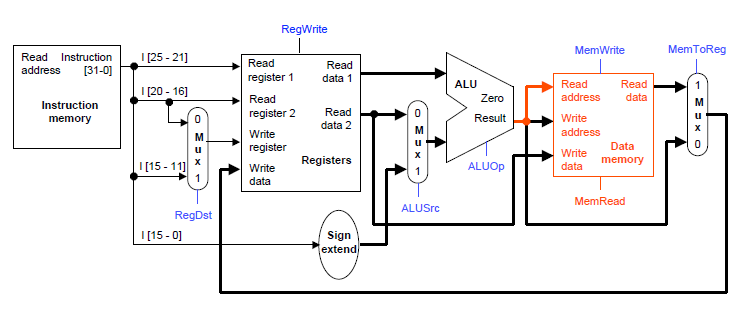 RegWrite
Read Instruction
address [31-0]
Instruction
memory
I [25 - 21]
I [20 - 16]
I [15 - 11]
I [15 - 0]
0
M
u
x
1
RegDst
Read
register 1
Read
data 1
Read
register 2
Read
data 2
Write
register
Write
data
Registers
Sign
extend
0
M
u
x
1
ALUSrc
ALU
Zero
Result
ALUOp
MemWrite
Read
address
Read
data
Write
address
Write
data
Data
memory
MemRead
MemToReg
1
M
u
x
0